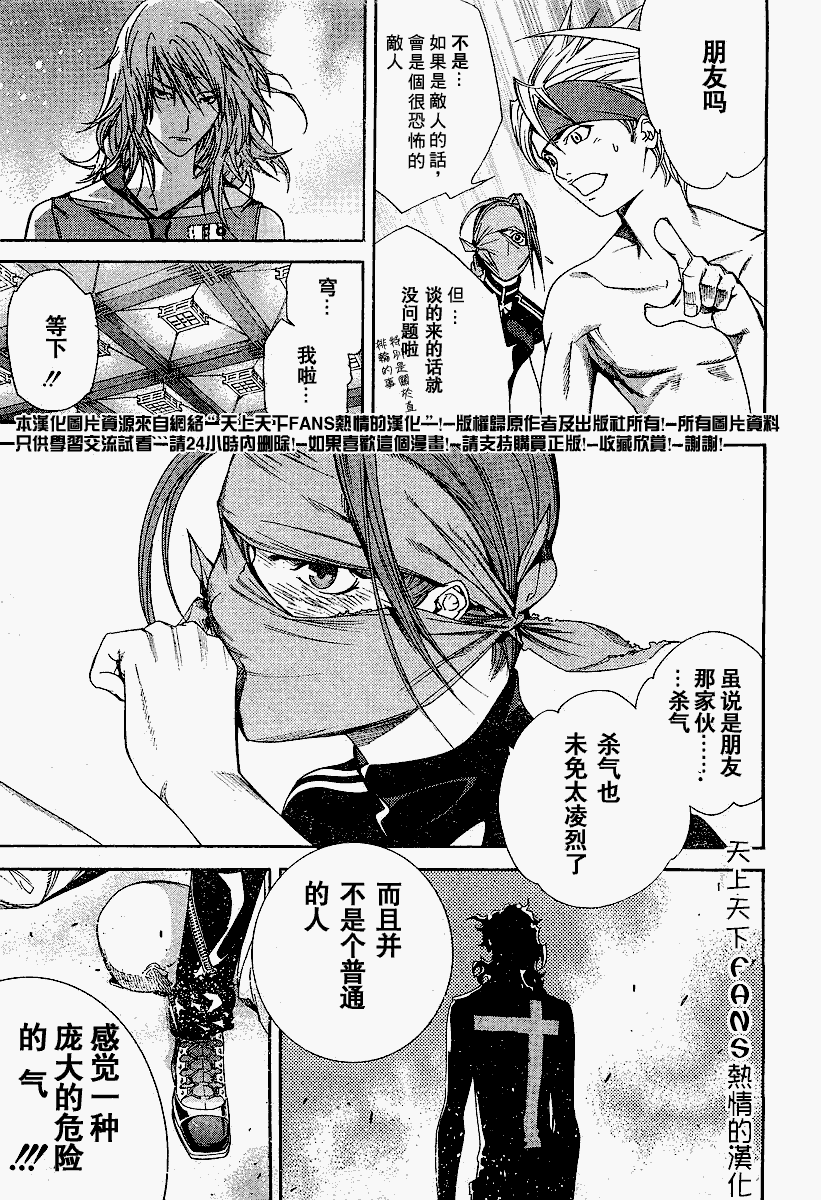 朋友吗
不是…
如果是敵人的話，
會是個很恐怖的
敵人
但…
谈的来的话就
没问题啦
特別是關於直
排輪的事
穹…
我啦…
等下!!
本漢化圖片資源來自網絡“天上天下FANS熱情的漢化”!-版權歸原作者及出版社所有!-所有圖片資料
只供學習交流試看-請24小時內刪除!-如果喜歡這個漫畫!-請支持購買正版!-收藏欣賞!-謝謝!
虽说是朋友
那家伙……
…杀气
杀气也
未免太凌烈了
而且并
不是个普通
的人
感觉一种
庞大的危险
的气!!!
天上天下FANS熱情的漢化